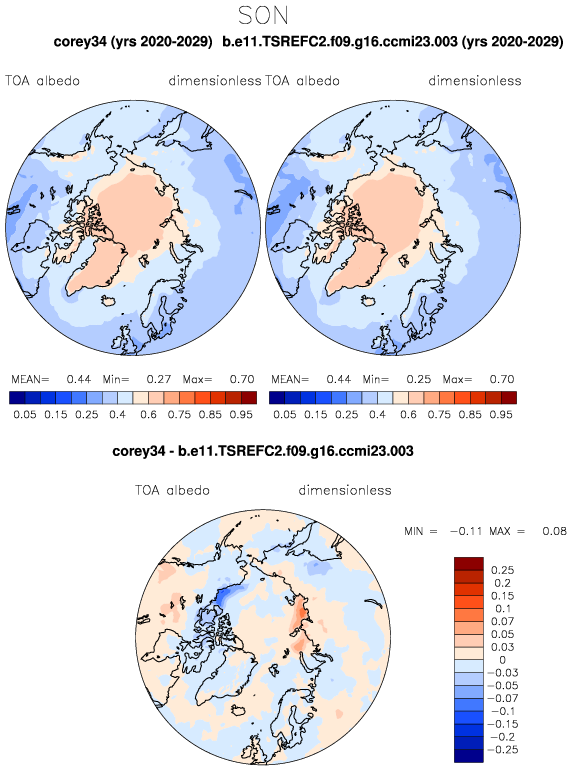 SON
corey34 (yrs 2020-2029) b.e11.TSREFC2.f09.g16.ccmi23.003 (yrs 2020-2029)
TOA albedo dimensionless TOA albedo dimensionless
MEAN= 0.44 Min= 0.27 Max= 0.70 MEAN= 0.44 Min= 0.25 Max= 0.70
0.05 0.15 0.25 0.4 0.6 0.75 0.85 0.95 0.05 0.15 0.25 0.4 0.6 0.75 0.85 0.95
corey34 - b.e11.TSREFC2.f09.g16.ccmi23.003
TOA albedo dimensionless
MIN = -0.11 MAX = 0.08
0.25
0.2
0.15
0.1
0.07
0.05
0.03
0
-0.03
-0.05
-0.07
-0.1
-0.15
-0.2
-0.25